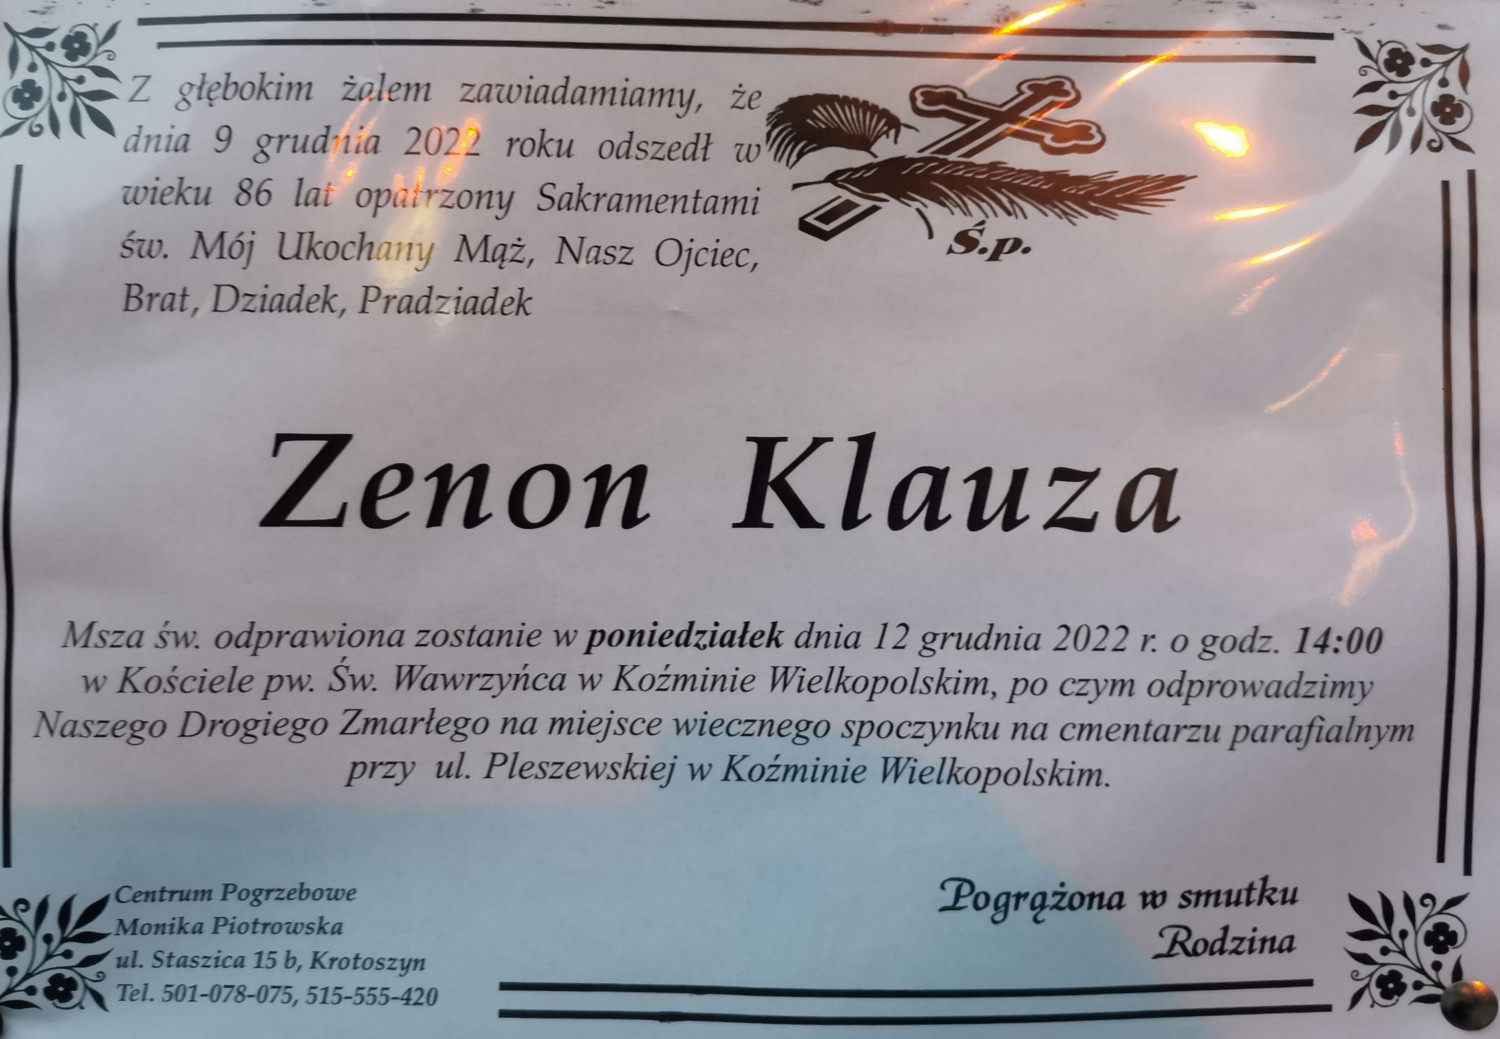 Z głębokim żalem zawiadamiamy, że
dnia 9 grudnia 2022 roku odszedł w
wieku 86 lat opatrzony Sakramentami
św. Mój Ukochany Mąż, Nasz Ojciec,
Brat, Dziadek, Pradziadek
Ś.p.
Zenon Klauza
Msza św. odprawiona zostanie w poniedziałek dnia 12 grudnia 2022 r. o godz. 14:00
w Kościele pw. Św. Wawrzyńca w Koźminie Wielkopolskim, po czym odprowadzimy
Naszego Drogiego Zmarłego na miejsce wiecznego spoczynku na cmentarzu parafialnym
przy ul. Pleszewskiej w Koźminie Wielkopolskim.
Centrum Pogrzebowe
Monika Piotrowska
ul. Staszica 15 b, Krotoszyn
Tel. 501-078-075, 515-555-420
Pogrążona w smutku
Rodzina